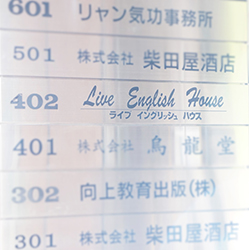 601 リヤン気功事務所
501 株式会社 柴田屋酒店
402 Live English House
ライブ イングリッシュ ハウス
401 株式会社 鳥龍堂
302 向上教育出版(株)
301 株式会社 柴田屋酒店